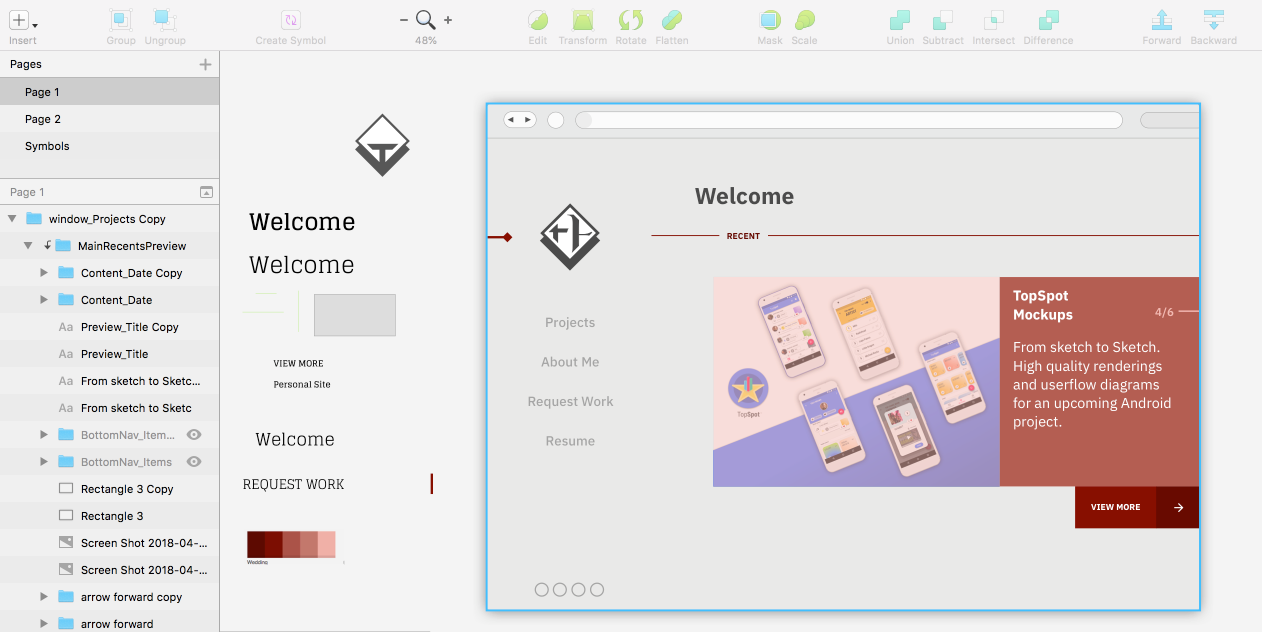 Insert
Group
Ungroup
Create Symbol
48%
Edit
Transform
Rotate
Flatten
Mask
Scale
Union
Subtract
Intersect
Difference
Forward
Backward
Pages
Page 1
Page 2
Symbols
Page 1
window_Projects Copy
MainRecentsPreview
Content_Date Copy
Content_Date
Aa Preview_Title Copy
Aa Preview_Title
Aa From sketch to Sketc...
Aa From sketch to Sketc
BottomNav_Item...
BottomNav_Items
Rectangle 3 Copy
Rectangle 3
Screen Shot 2018-04-...
Screen Shot 2018-04-...
arrow forward copy
arrow forward
Welcome
Welcome
VIEW MORE
Personal Site
Welcome
REQUEST WORK
Wedding
Welcome
RECENT
Projects
About Me
Request Work
Resume
TopSpot
TopSpot
Mockups
4/6
From sketch to Sketch.
High quality renderings
and userflow diagrams
for an upcoming Android
project.
VIEW MORE